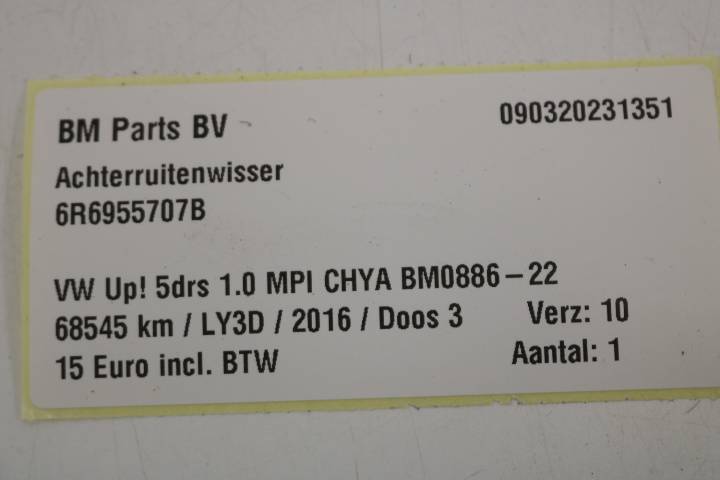 BM Parts BV 090320231351
Achterruitenwisser
6R6955707B
VW Up! 5drs 1.0 MPI CHYA BM0886-22
68545 km / LY3D / 2016 / Doos 3 Verz: 10
15 Euro incl. BTW Aantal: 1